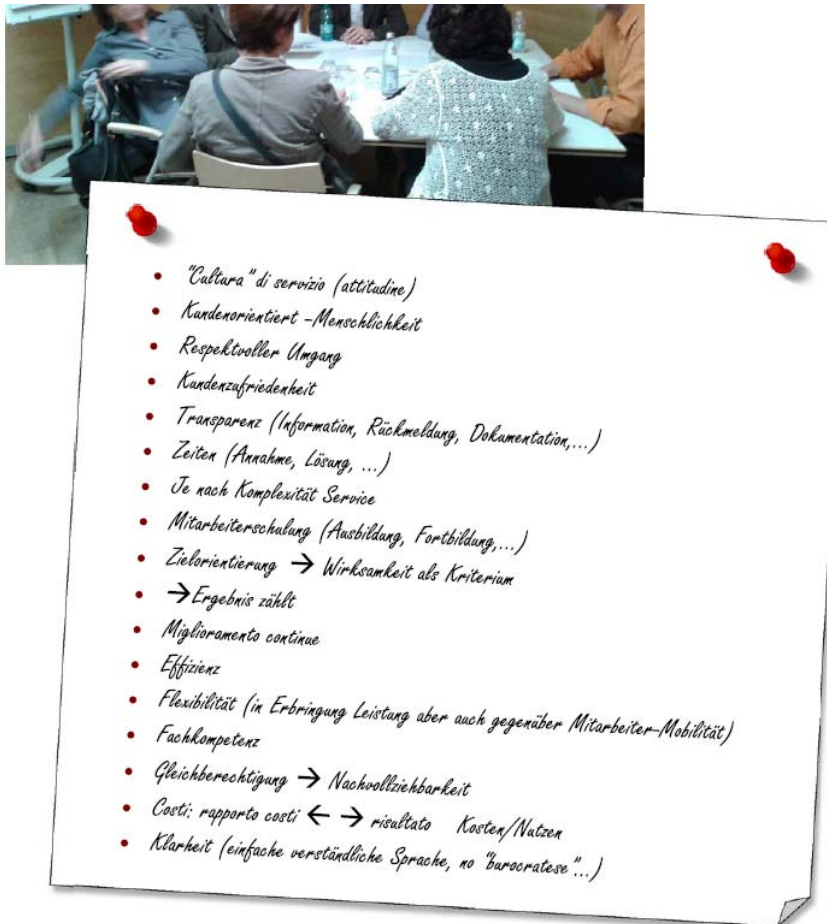 • "Cultura" di servizio (attitudine)
• Kundenorientiert –Menschlichkeit
• Respektvoller Umgang
• Kundenzufriedenheit
• Transparenz (Information, Rückmeldung, Dokumentation,...)
• Zeiten (Annahme, Lösung, ...)
• Je nach Komplexität Service
• Mitarbeiterschulung (Ausbildung, Fortbildung,...)
• Zielorientierung → Wirksamkeit als Kriterium
• →Ergebnis zählt
• Miglioramento continue
• Effizienz
• Flexibilität (in Erbringung Leistung aber auch gegenüber Mitarbeiter-Mobilität)
• Fachkompetenz
• Gleichberechtigung → Nachvollziehbarkeit
• Costi: rapporto costi ← → risultato Kosten/Nutzen
• Klarheit (einfache verständliche Sprache, no "burocratese"...)